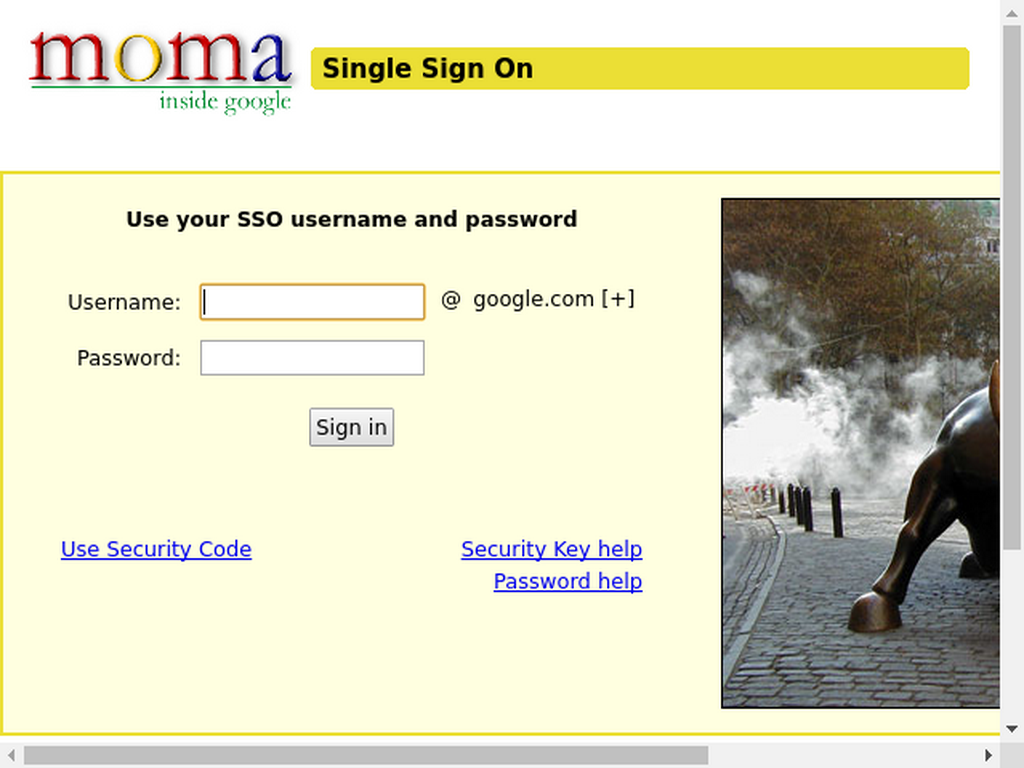 moma
inside google
Single Sign On
Use your SSO username and password
Username:
@ google.com [+]
Password:
Sign in
Use Security Code
Security Key help
Password help